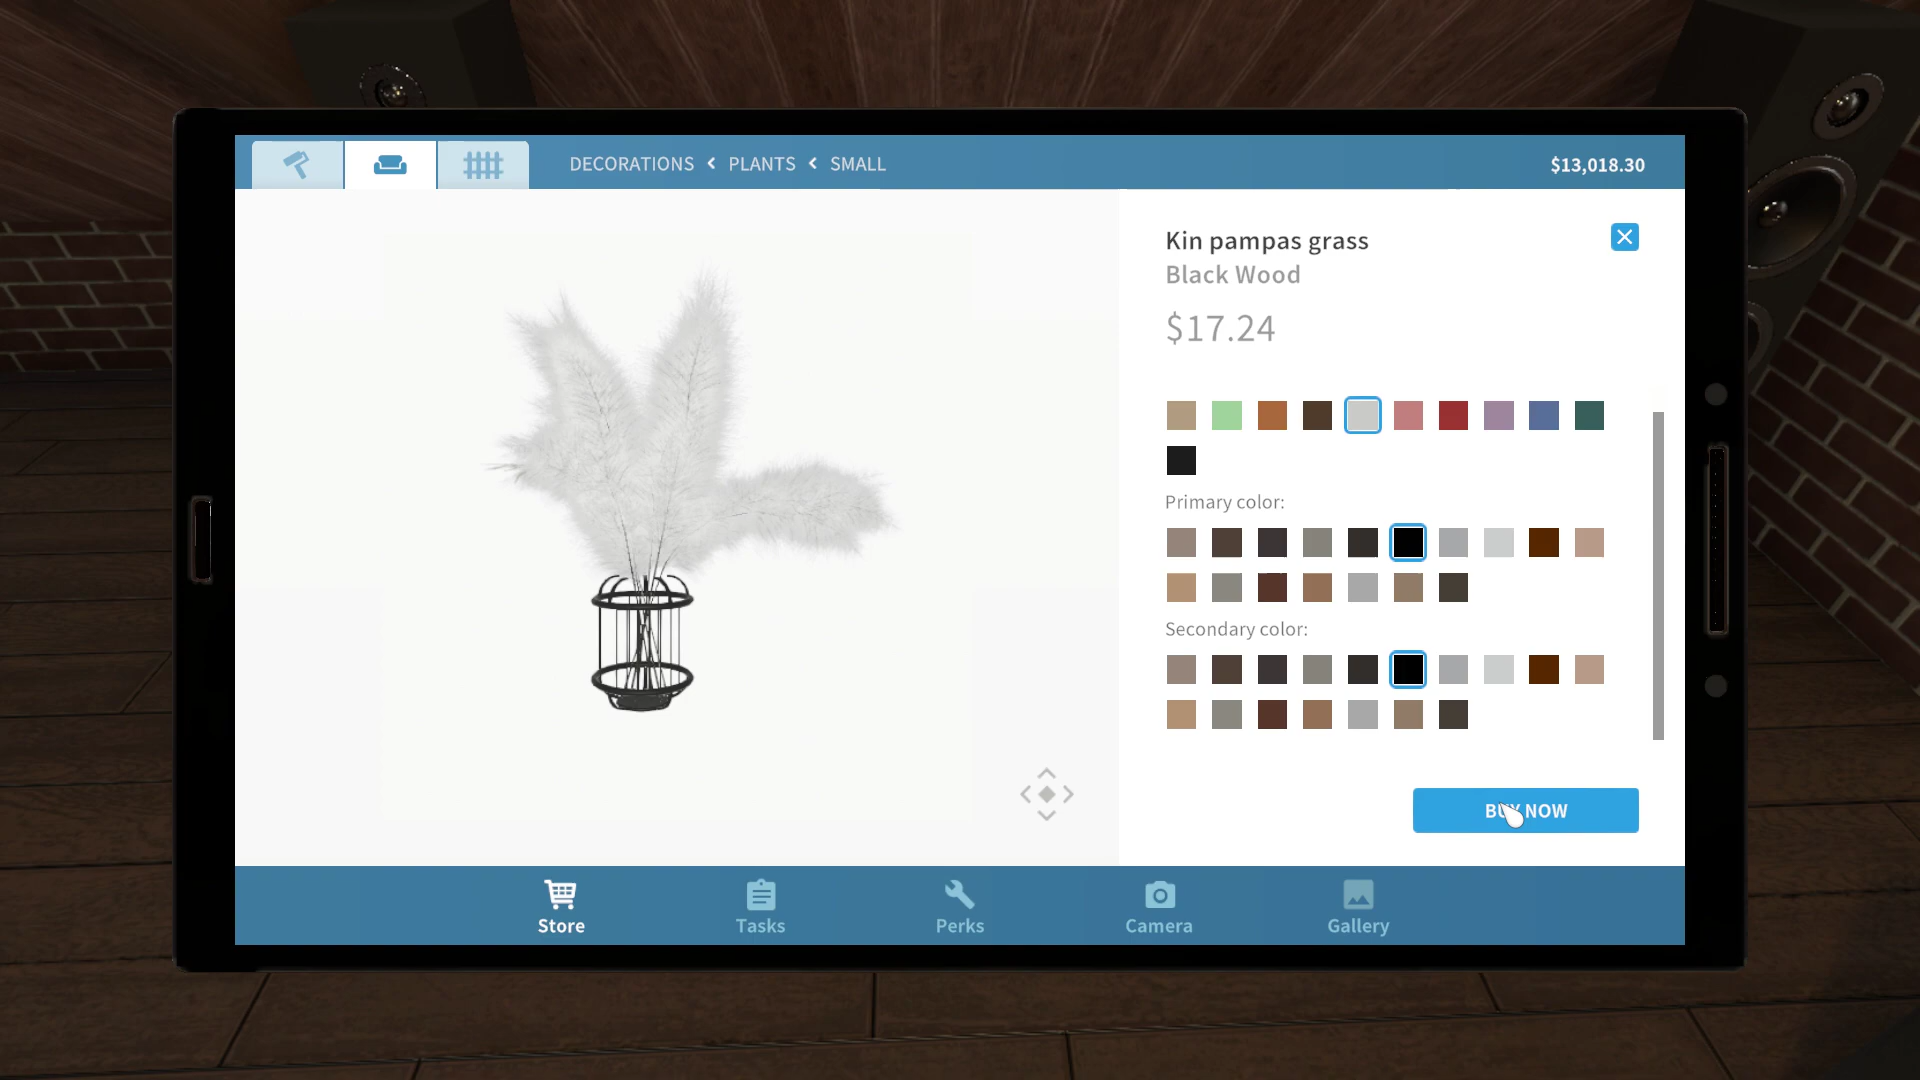 DECORATIONS < PLANTS < SMALL
$13,018.30
Kin pampas grass
Black Wood
$17.24
Primary color:
Secondary color:
BUY NOW
Store
Tasks
Perks
Camera
Gallery